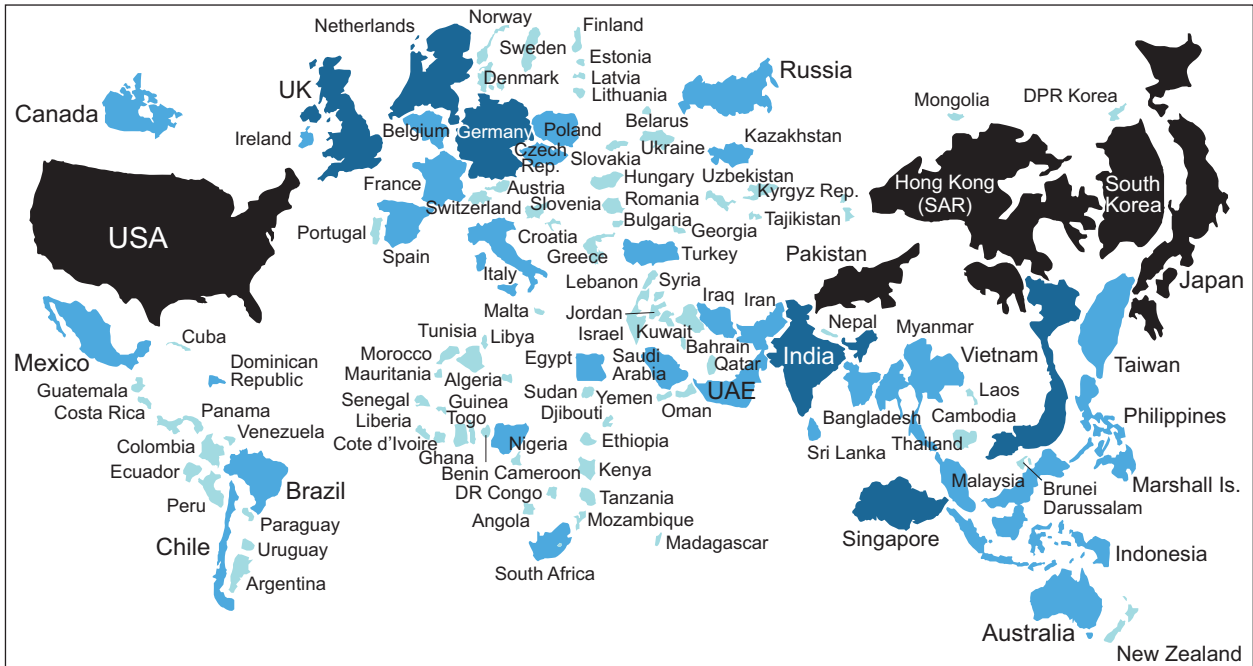 Netherlands
Norway
Finland
Sweden
Estonia
Denmark
Latvia
Lithuania
Russia
UK
Canada
Ireland
Belgium
Germany
Poland
Belarus
Mongolia
DPR Korea
Czech
Rep.
Ukraine
Kazakhstan
Slovakia
France
Hungary
Uzbekistan
Austria
Switzerland
Slovenia
Romania
Kyrgyz Rep.
Hong Kong
(SAR)
South
Korea
USA
Portugal
Spain
Croatia
Bulgaria
Georgia
Tajikistan
Greece
Turkey
Pakistan
Italy
Japan
Lebanon
Syria
Iraq
Iran
Malta
Jordan
Israel
Kuwait
Nepal
Myanmar
Cuba
Tunisia
Libya
Bahrain
India
Vietnam
Mexico
Dominican
Republic
Morocco
Mauritania
Algeria
Egypt
Saudi
Arabia
Qatar
Taiwan
Guatemala
Costa Rica
Senegal
Guinea
Sudan
Yemen
UAE
Oman
Laos
Panama
Liberia
Togo
Djibouti
Bangladesh
Cambodia
Philippines
Colombia
Venezuela
Cote d'Ivoire
Ghana
Nigeria
Ethiopia
Sri Lanka
Thailand
Ecuador
Benin
Cameroon
Kenya
Malaysia
Brunei
Darussalam
Marshall Is.
Peru
Brazil
DR Congo
Tanzania
Paraguay
Angola
Mozambique
Singapore
Chile
Uruguay
Madagascar
Indonesia
Argentina
South Africa
Australia
New Zealand